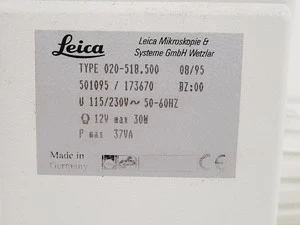 Leica
Leica Mikroskopie &
Systeme GmbH Wetzlar
TYPE 020-518.500 08/95
501095 / 173670 BZ:00
U 115/230V~ 50-60HZ
12V max 30W
P max 37VA
Made in
Germany
CE